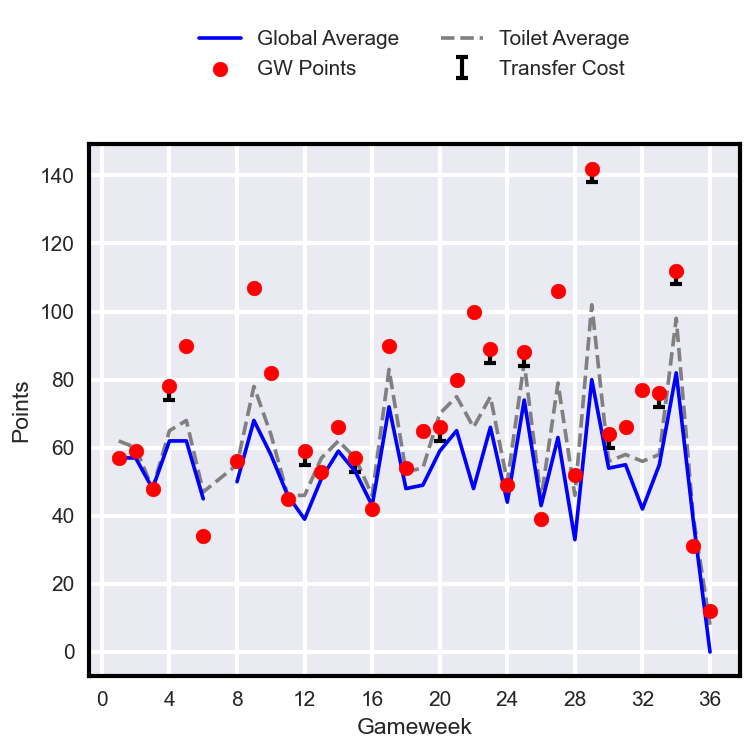 Global Average
Toilet Average
GW Points
Transfer Cost
140
120
100
80
60
40
20
0
Points
0 4 8 12 16 20 24 28 32 36
Gameweek